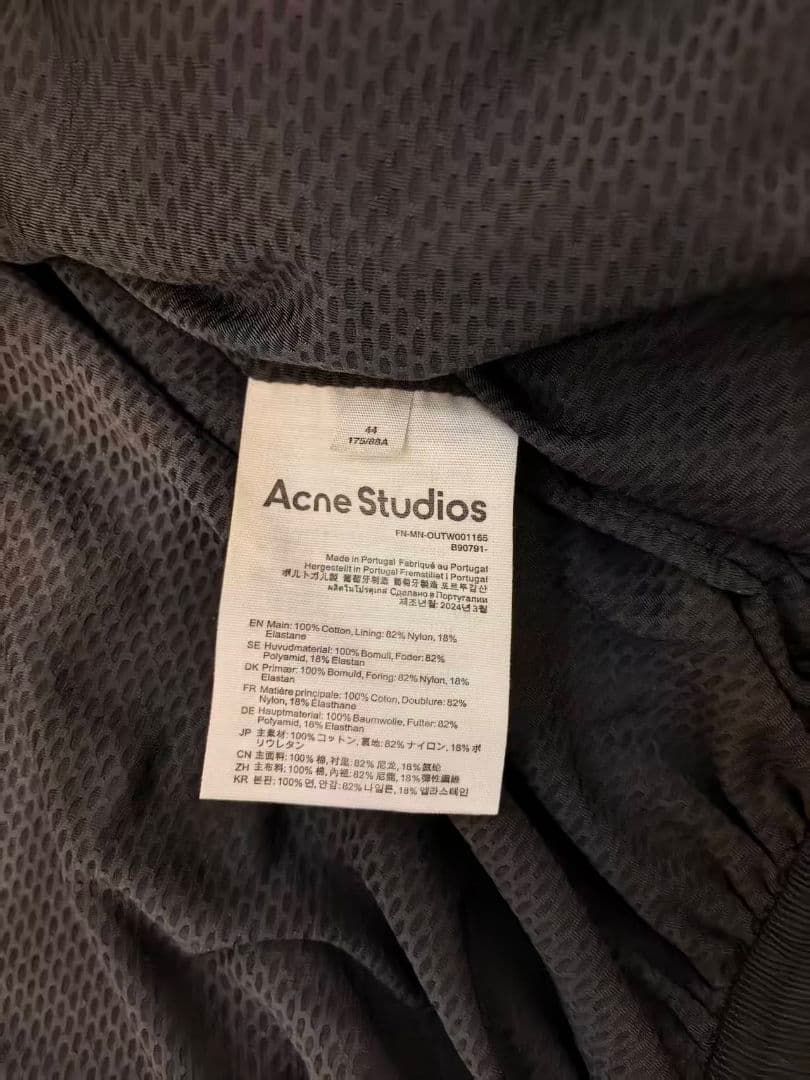 44
175/88A
Acne Studios
FN-MN-OUTW001165
B90791-
Made in Portugal Fabriqué au Portugal
Hergestellt in Portugal Fremstillet i Portugal
ポルトガル製 葡萄牙制造 葡萄牙製造 포르투갈산
ผลิตในโปรตุเกส Сделано в Португалии
제조년월: 2024년 3월
EN Main: 100% Cotton, Lining: 82% Nylon, 18%
Elastane
SE Huvudmaterial: 100% Bomull, Foder: 82%
Polyamid, 18% Elastan
DK Primær: 100% Bomuld, Foring: 82% Nylon, 18%
Elastan
FR Matière principale: 100% Coton, Doublure: 82%
Nylon, 18% Élasthane
DE Hauptmaterial: 100% Baumwolle, Futter: 82%
Polyamid, 18% Elasthan
JP 主素材: 100% コットン, 裏地: 82% ナイロン, 18% ポ
リウレタン
CN 主面料: 100% 棉, 衬里: 82% 尼龙, 18% 氨纶
ZH 主布料: 100% 棉, 內裡: 82% 尼龍, 18% 彈性纖維
KR 본판: 100% 면, 안감: 82% 나일론, 18% 엘라스테인